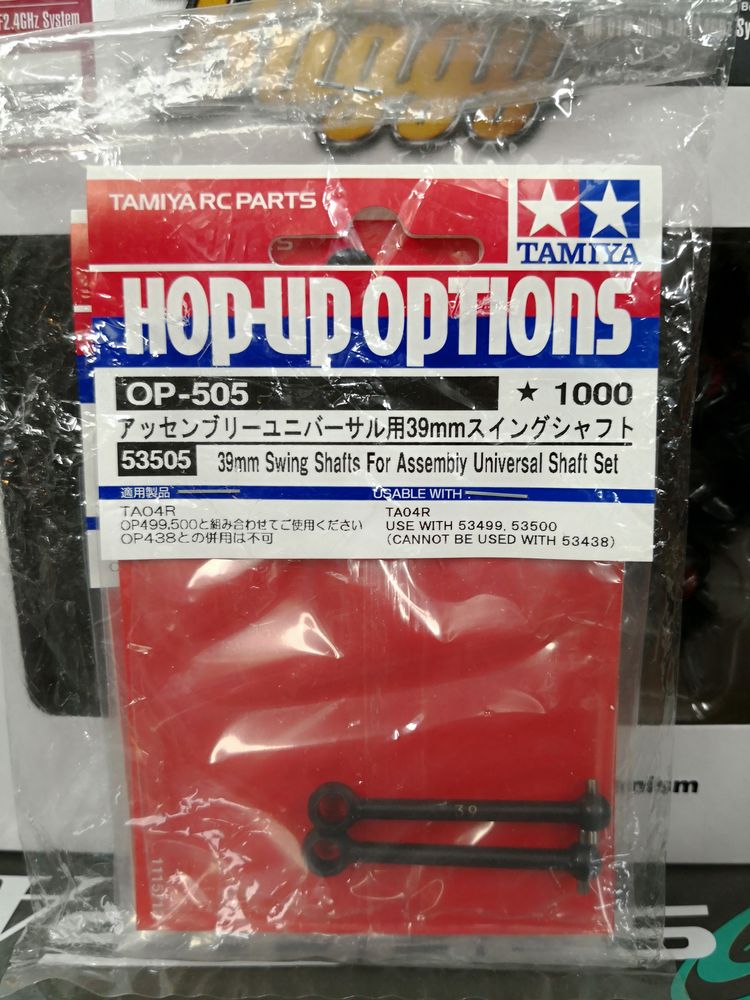 F2.4GHz System
TAMIYA RC PARTS
TAMIYA
HOP-UP OPTIONS
OP-505
★ 1000
アッセンブリーユニバーサル用39mmスイングシャフト
53505 39mm Swing Shafts For Assembly Universal Shaft Set
適用製品 USABLE WITH
TA04R
OP499,500と組み合わせてご使用ください
OP438との併用は不可
TA04R
USE WITH 53499, 53500
(CANNOT BE USED WITH 53438)
39